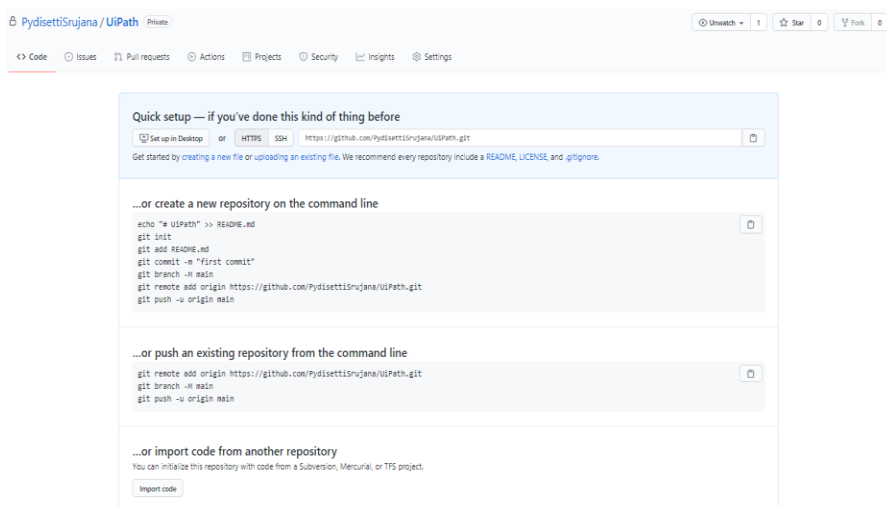 PydisettiSrujana / UiPath Private
Unwatch 1 Star 0 Fork 0
Code Issues Pull requests Actions Projects Security Insights Settings
Quick setup — if you've done this kind of thing before
Set up in Desktop or HTTPS SSH https://github.com/PydisettiSrujana/UiPath.git
Get started by creating a new file or uploading an existing file. We recommend every repository include a README, LICENSE, and .gitignore.
...or create a new repository on the command line
echo "# UiPath" >> README.md
git init
git add README.md
git commit -m "first commit"
git branch -M main
git remote add origin https://github.com/PydisettiSrujana/UiPath.git
git push -u origin main
...or push an existing repository from the command line
git remote add origin https://github.com/PydisettiSrujana/UiPath.git
git branch -M main
git push -u origin main
...or import code from another repository
You can initialize this repository with code from a Subversion, Mercurial, or TFS project.
Import code